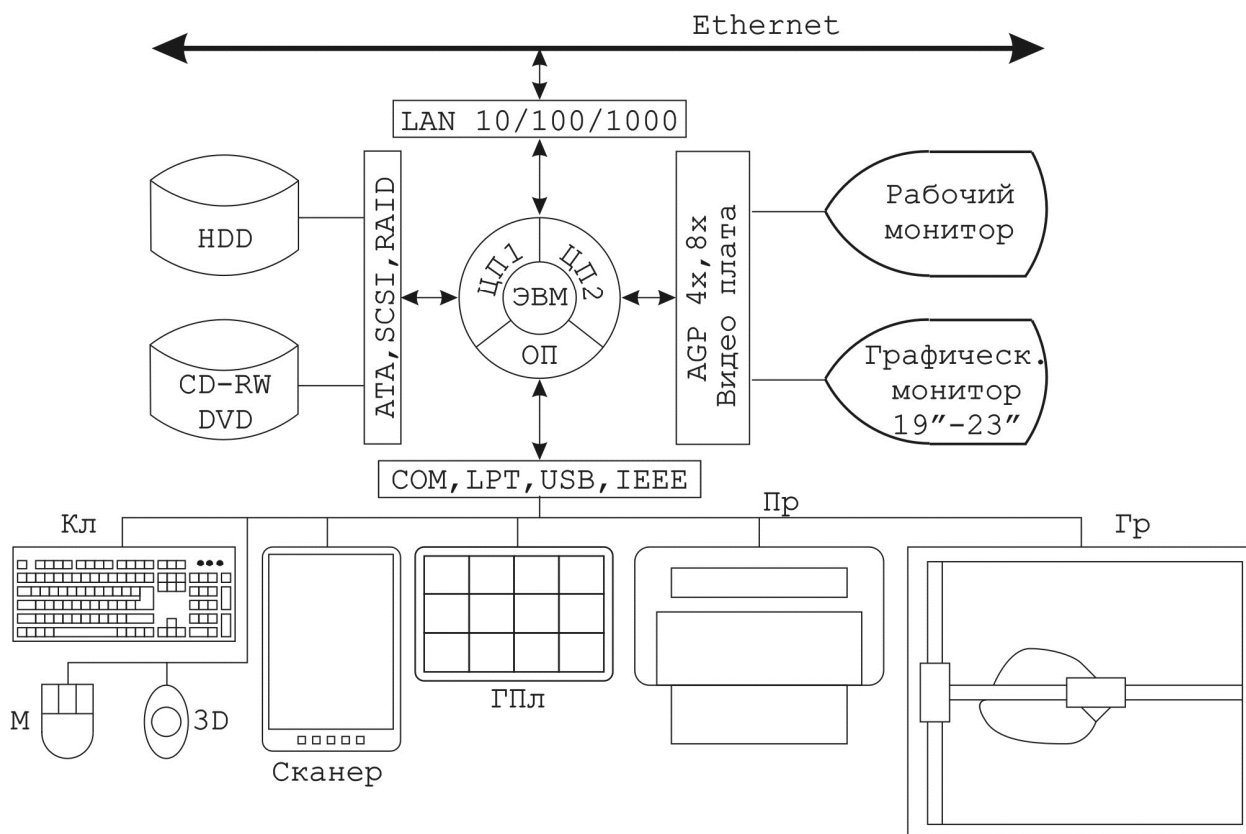 Ethernet
LAN 10/100/1000
HDD
CD-RW
DVD
ATA,SCSI,RAID
ЦП1
ЦП2
ЭВМ
ОП
AGP 4x,8x
Видео плата
Рабочий
монитор
Графическ.
монитор
19″-23″
COM,LPT,USB,IEEE
Кл
Пр
Гр
М
3D
ГПл
Сканер